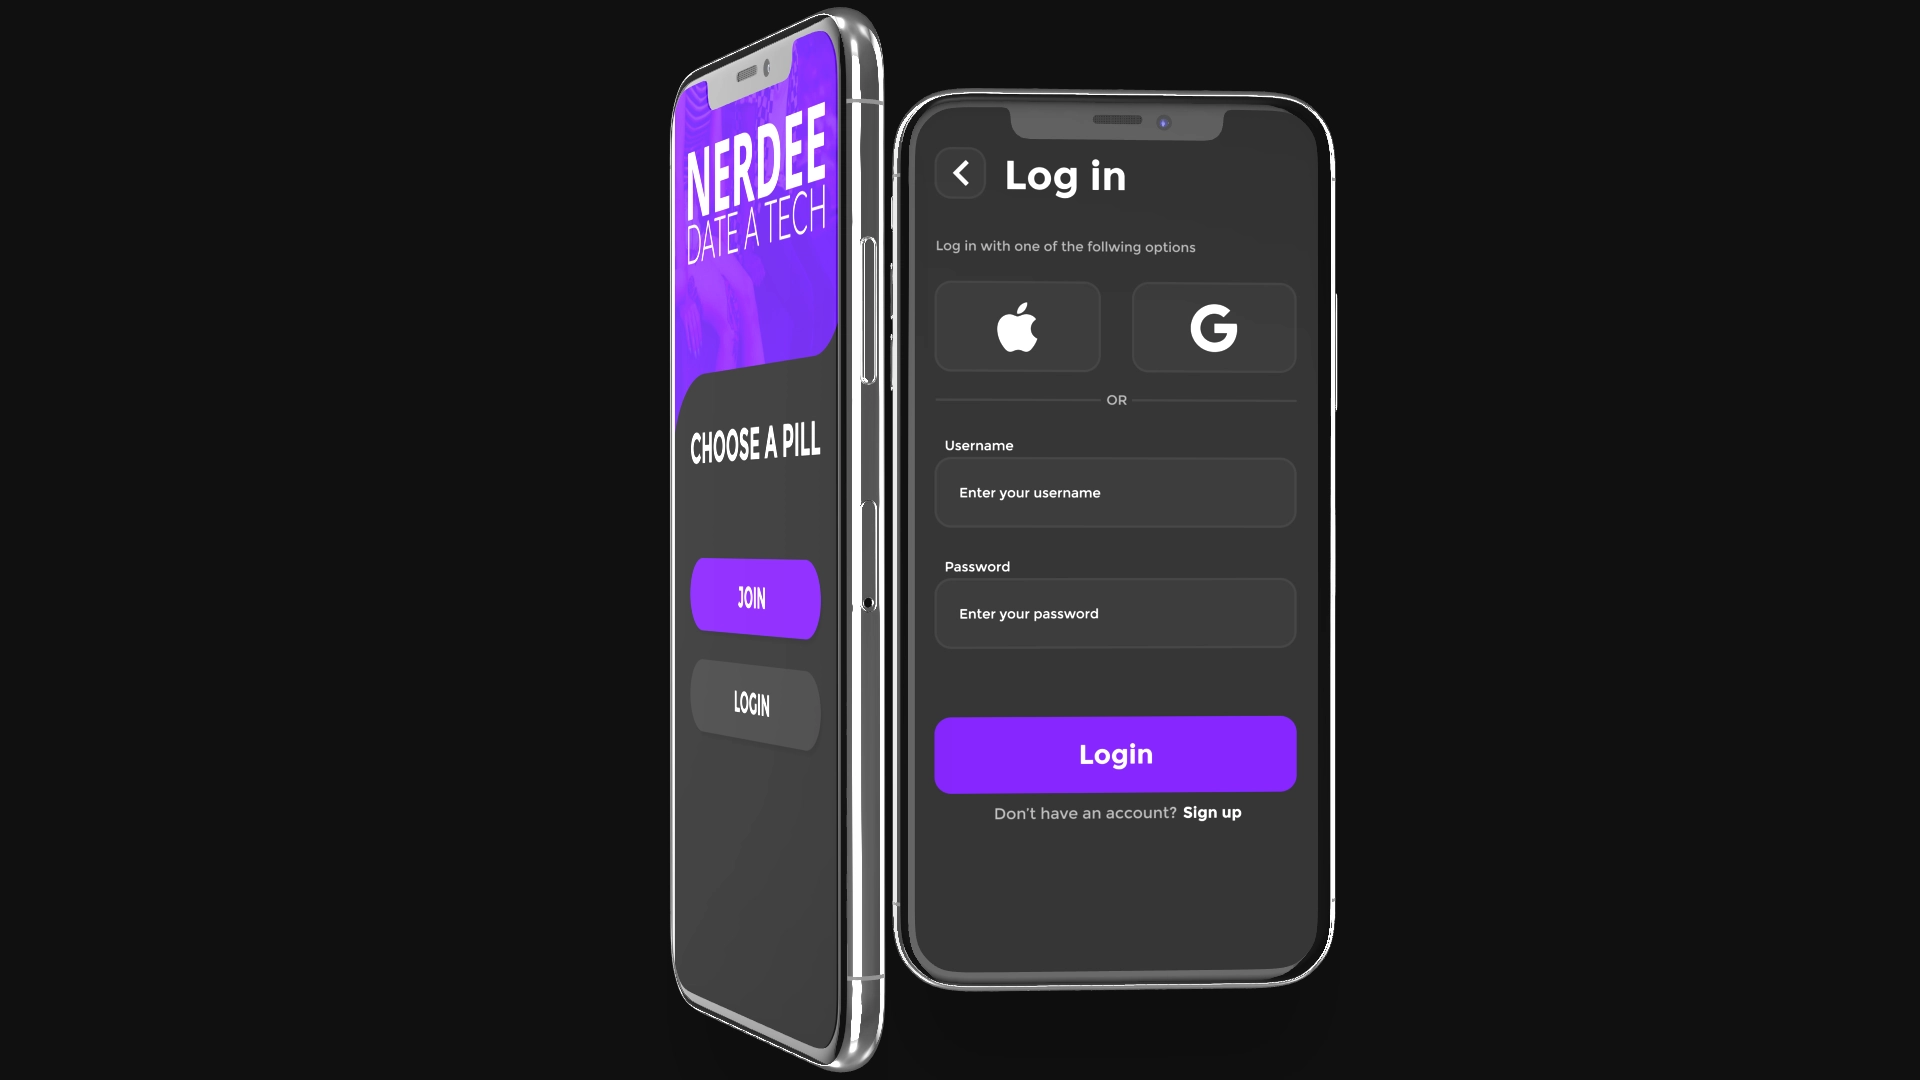 NERDEE
DATE A TECH
CHOOSE A PILL
JOIN
LOGIN
Log in
Log in with one of the follwing options
OR
Username
Enter your username
Password
Enter your password
Login
Don't have an account? Sign up